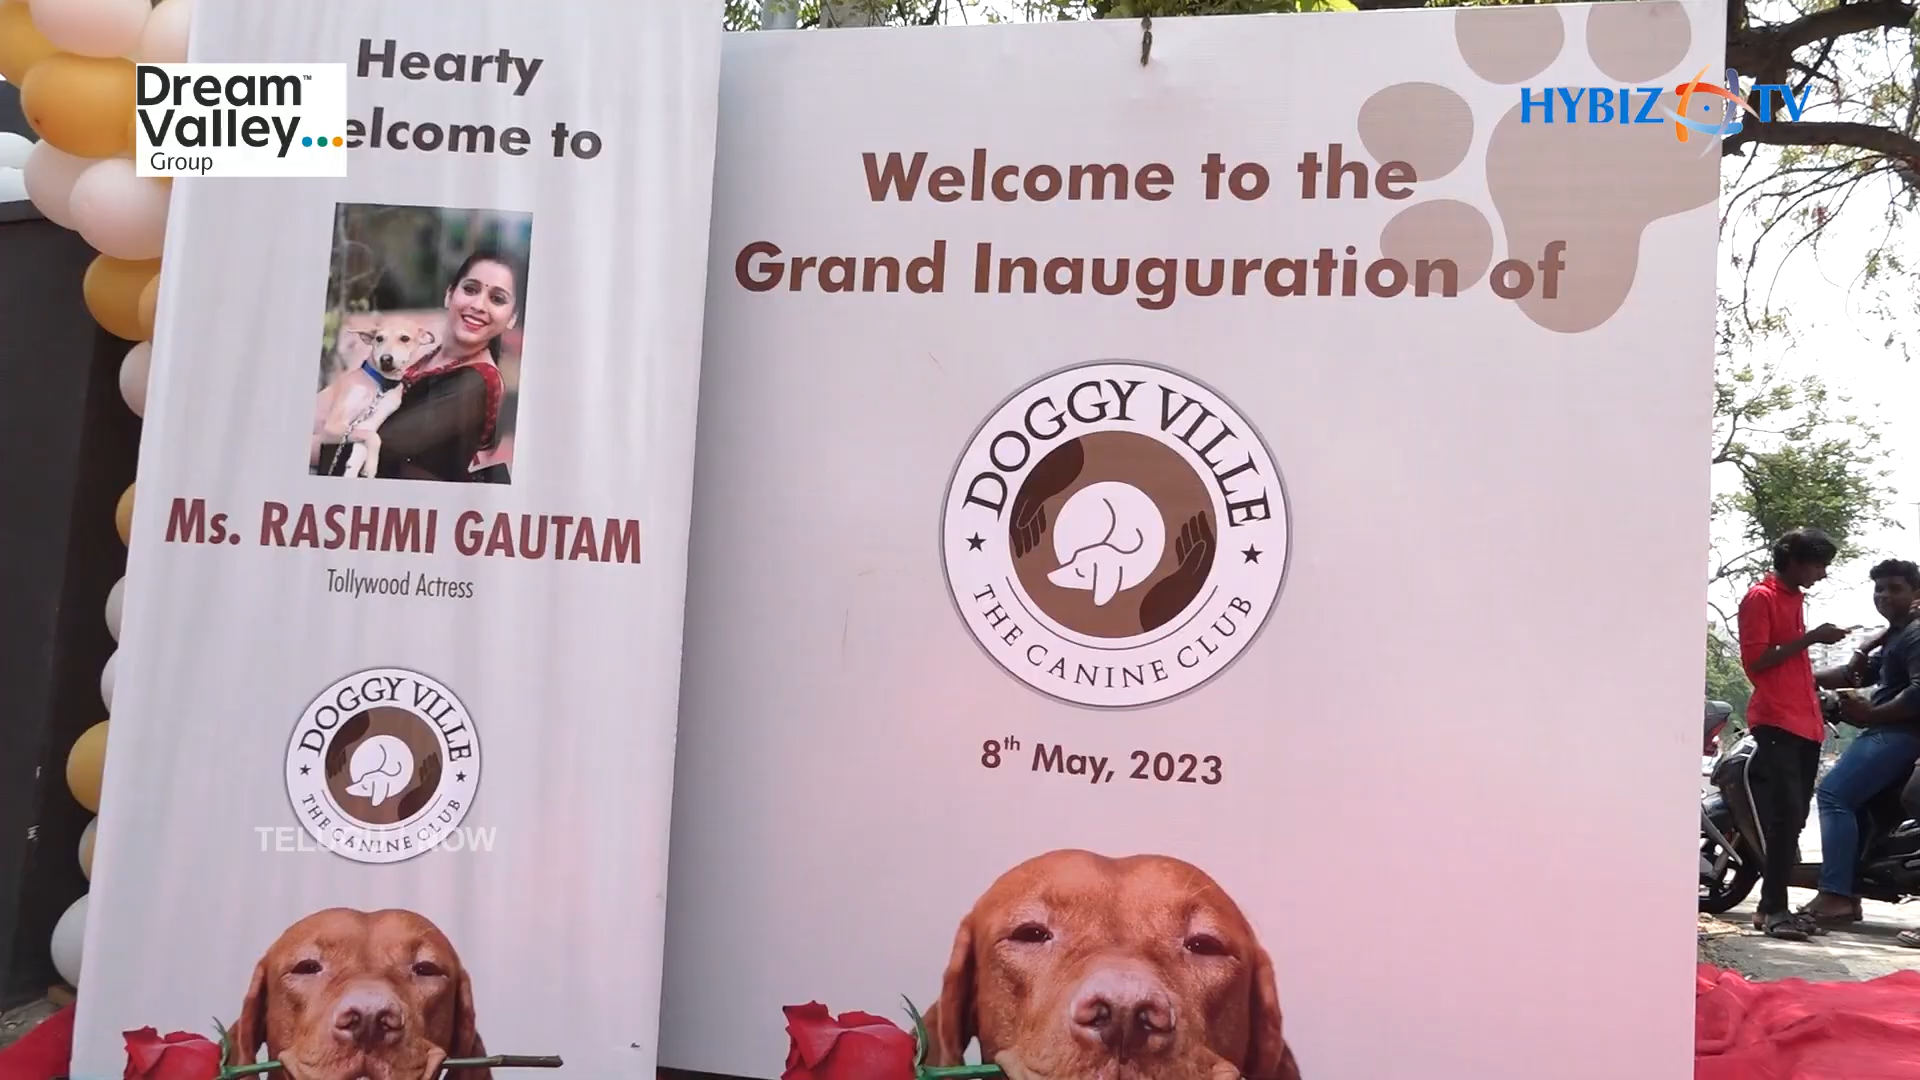 Dream™
Valley...
Group
HYBIZ TV
Hearty
elcome to
Ms. RASHMI GAUTAM
Tollywood Actress
DOGGY VILLE
THE CANINE CLUB
Welcome to the
Grand Inauguration of
DOGGY VILLE
THE CANINE CLUB
8th May, 2023